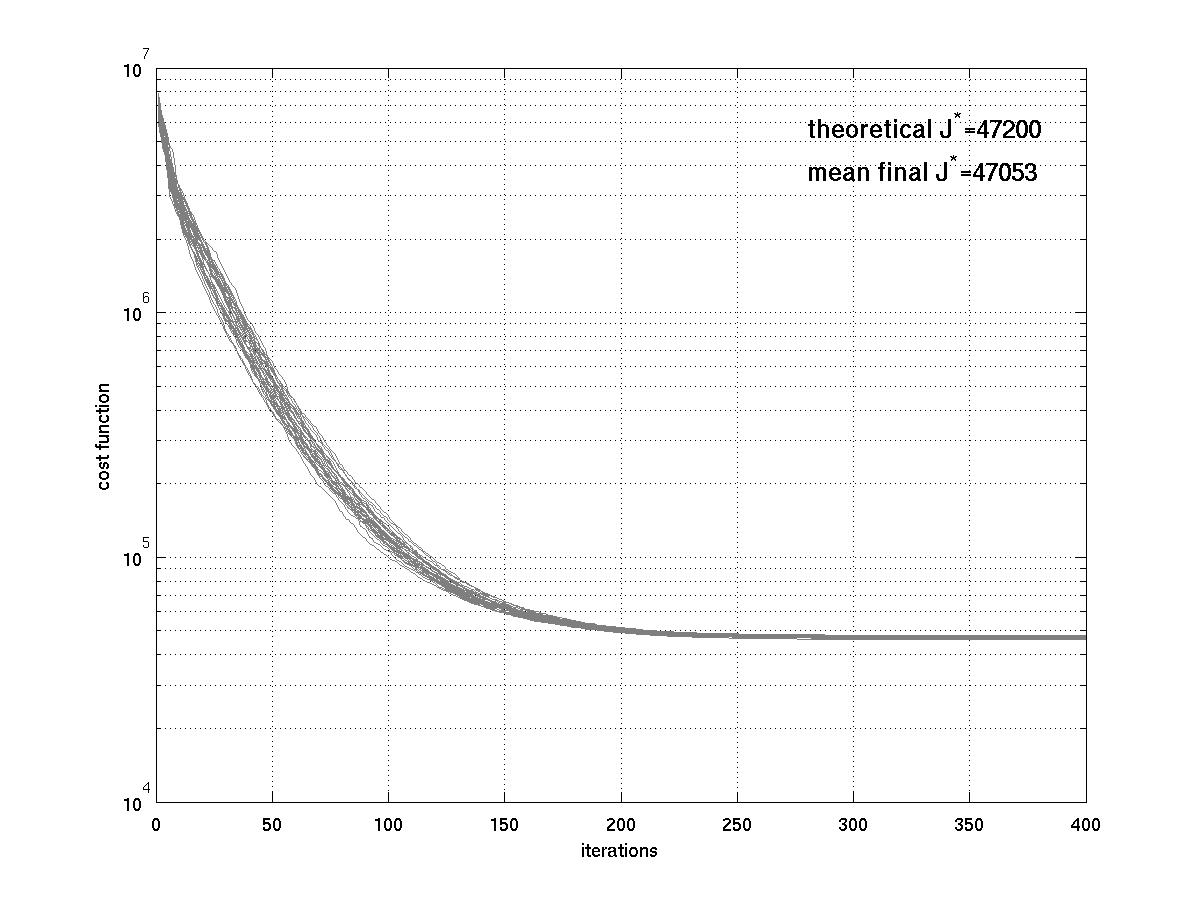 10^7
theoretical J^*=47200
mean final J^*=47053
10^6
cost function
10^5
10^4
0 50 100 150 200 250 300 350 400
iterations